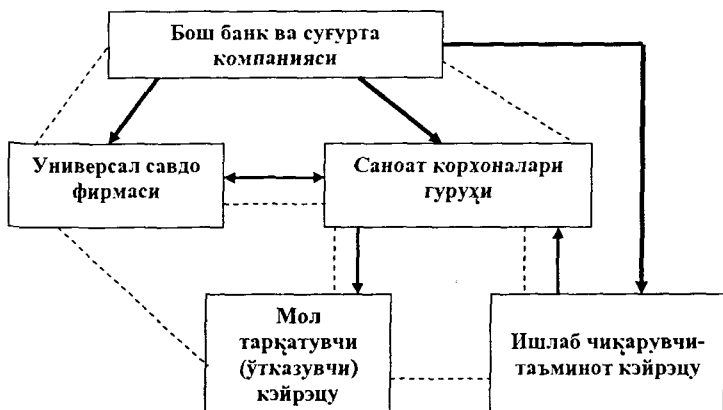 Бош банк ва суғурта
компанияси
Универсал савдо
фирмаси
Саноат корхоналари
гуруҳи
Мол
тарқатувчи
(ўтказувчи)
кэйрэцу
Ишлаб чиқарувчи-
таъминот кэйрэцу